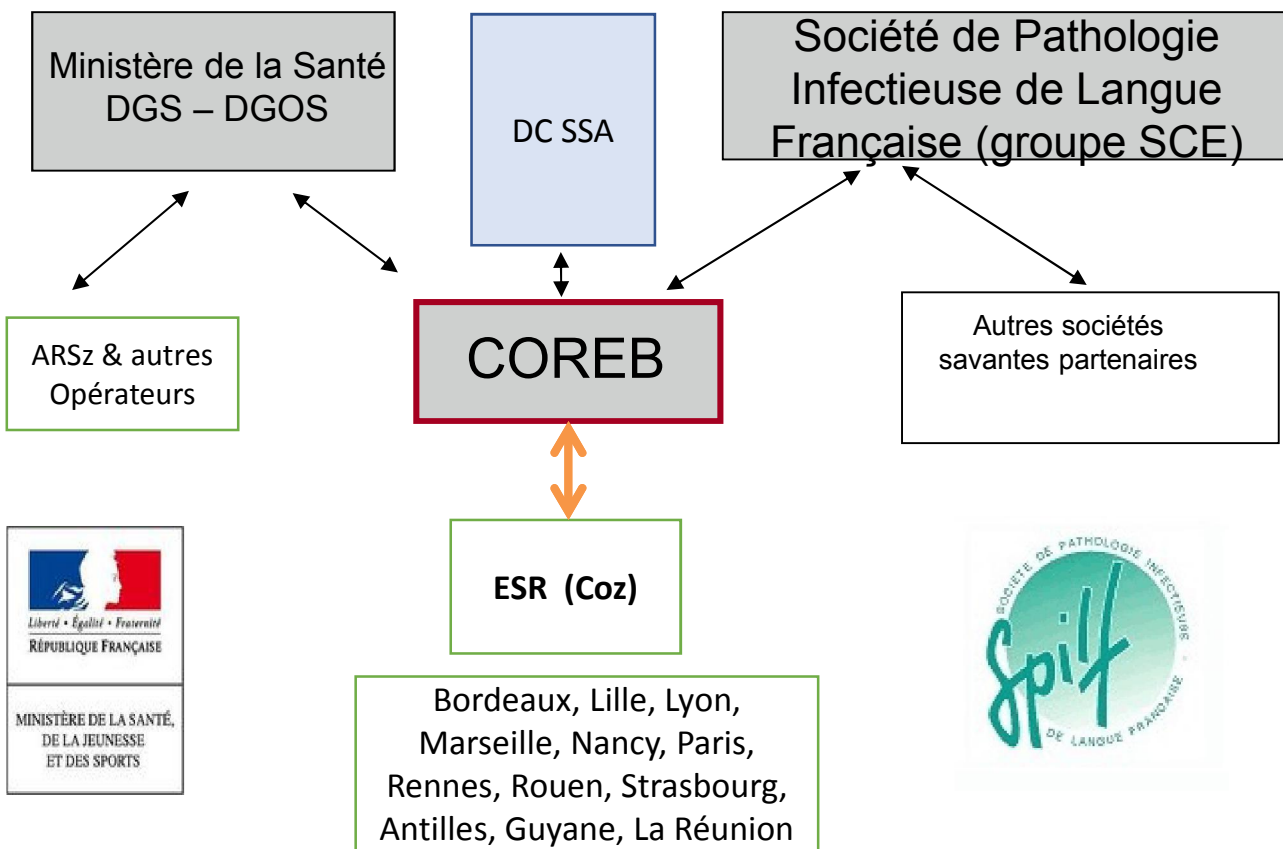 Ministère de la Santé
DGS – DGOS
DC SSA
Société de Pathologie
Infectieuse de Langue
Française (groupe SCE)
ARSz & autres
Opérateurs
COREB
Autres sociétés
savantes partenaires
ESR (Coz)
Bordeaux, Lille, Lyon,
Marseille, Nancy, Paris,
Rennes, Rouen, Strasbourg,
Antilles, Guyane, La Réunion
Liberté • Égalité • Fraternité
RÉPUBLIQUE FRANÇAISE
MINISTÈRE DE LA SANTÉ,
DE LA JEUNESSE
ET DES SPORTS
SOCIETE DE PATHOLOGIE INFECTIEUSE -
Spilf
DE LANGUE FRANÇAISE